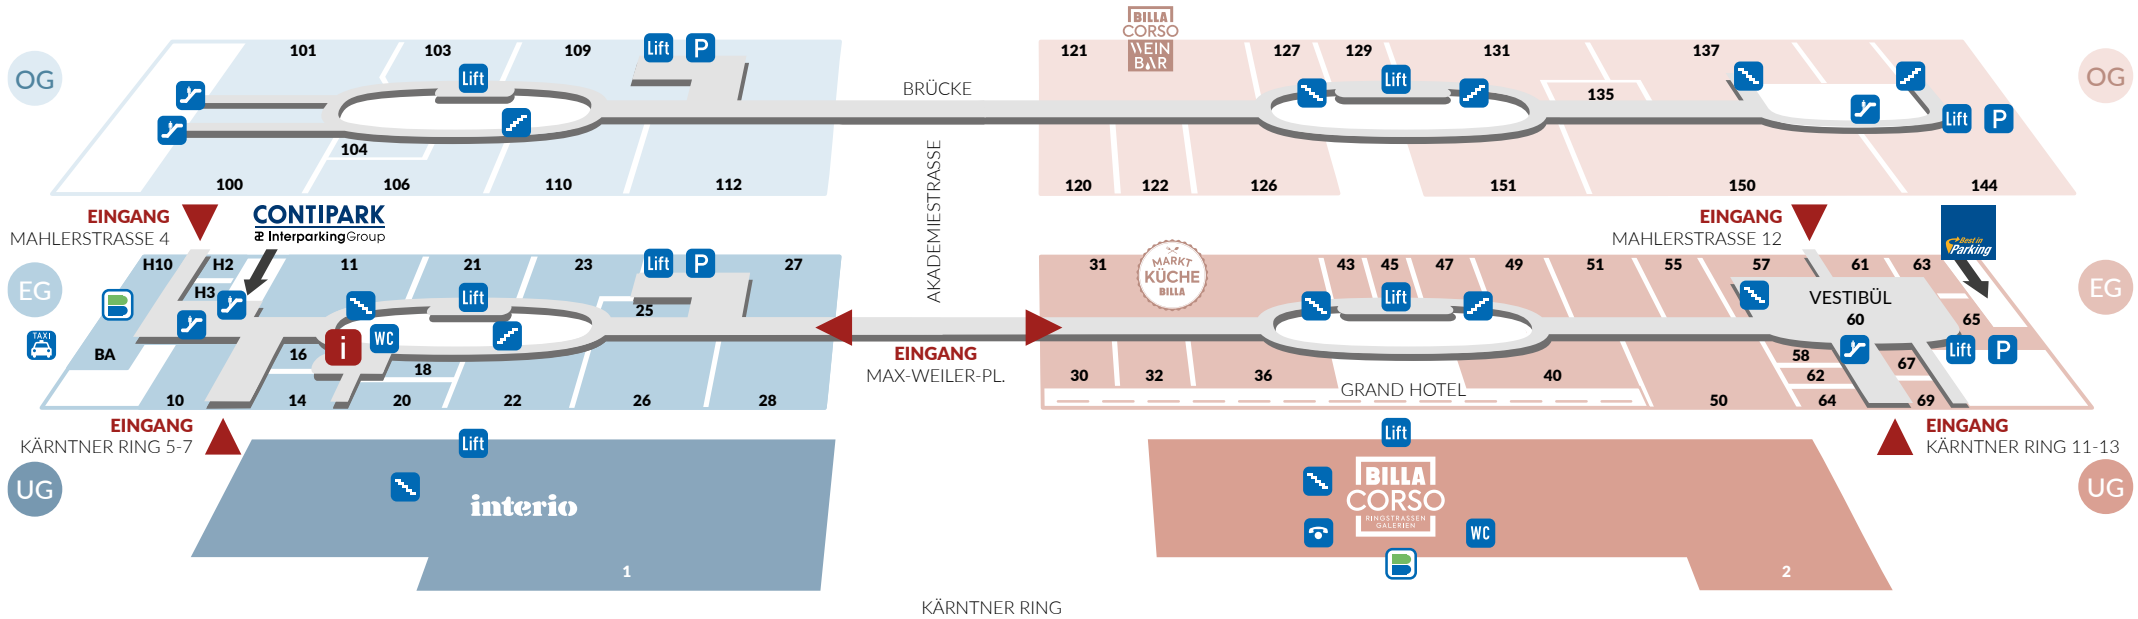 BILLA
CORSO
WEIN
BAR
OG
101 103 109 Lift P
121 127 129 131 137
OG
Lift
Lift
BRÜCKE
135
Lift P
104
100 106 110 112
120 122 126 151 150 144
AKADEMIESTRASSE
EINGANG
MAHLERSTRASSE 4
CONTIPARK
InterparkingGroup
EINGANG
MAHLERSTRASSE 12
Best in
Parking
EG
H10 H2 11 21 23 Lift P 27
31
MARKT
KÜCHE
BILLA
43 45 47 49 51 55 57 61 63
EG
H3
Lift
25
Lift
VESTIBÜL
60
65
TAXI
B
BA
16
i
WC
18
EINGANG
MAX-WEILER-PL.
58
62
67
Lift P
10 14 20 22 26 28
30 32 36 40
GRAND HOTEL
50 64 69
EINGANG
KÄRNTNER RING 5-7
EINGANG
KÄRNTNER RING 11-13
UG
Lift
interio
1
Lift
BILLA
CORSO
RINGSTRASSEN
GALERIEN
WC
B
2
UG
KÄRNTNER RING